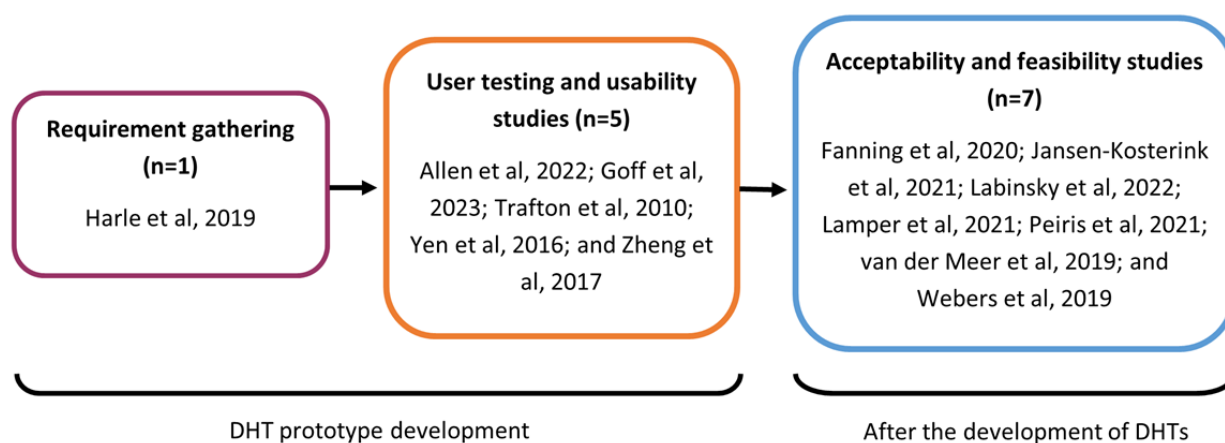 Requirement gathering
(n=1)
Harle et al, 2019
User testing and usability
studies (n=5)
Allen et al, 2022; Goff et al,
2023; Trafton et al, 2010;
Yen et al, 2016; and Zheng et
al, 2017
Acceptability and feasibility studies
(n=7)
Fanning et al, 2020; Jansen-Kosterink
et al, 2021; Labinsky et al, 2022;
Lamper et al, 2021; Peiris et al, 2021;
van der Meer et al, 2019; and
Webers et al, 2019
DHT prototype development
After the development of DHTs